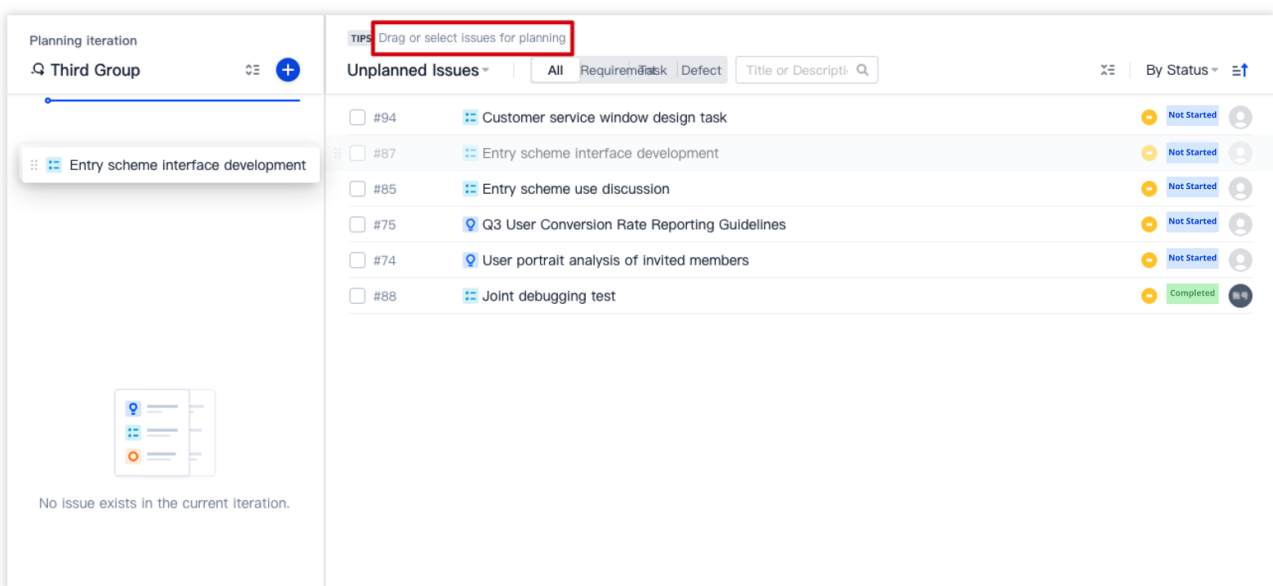 Planning iteration
Third Group
Entry scheme interface development
No issue exists in the current iteration.
TIPS Drag or select issues for planning
Unplanned Issues All Requirement Task Defect Title or Descripti
By Status
#94 Customer service window design task Not Started
#87 Entry scheme interface development Not Started
#85 Entry scheme use discussion Not Started
#75 Q3 User Conversion Rate Reporting Guidelines Not Started
#74 User portrait analysis of invited members Not Started
#88 Joint debugging test Completed